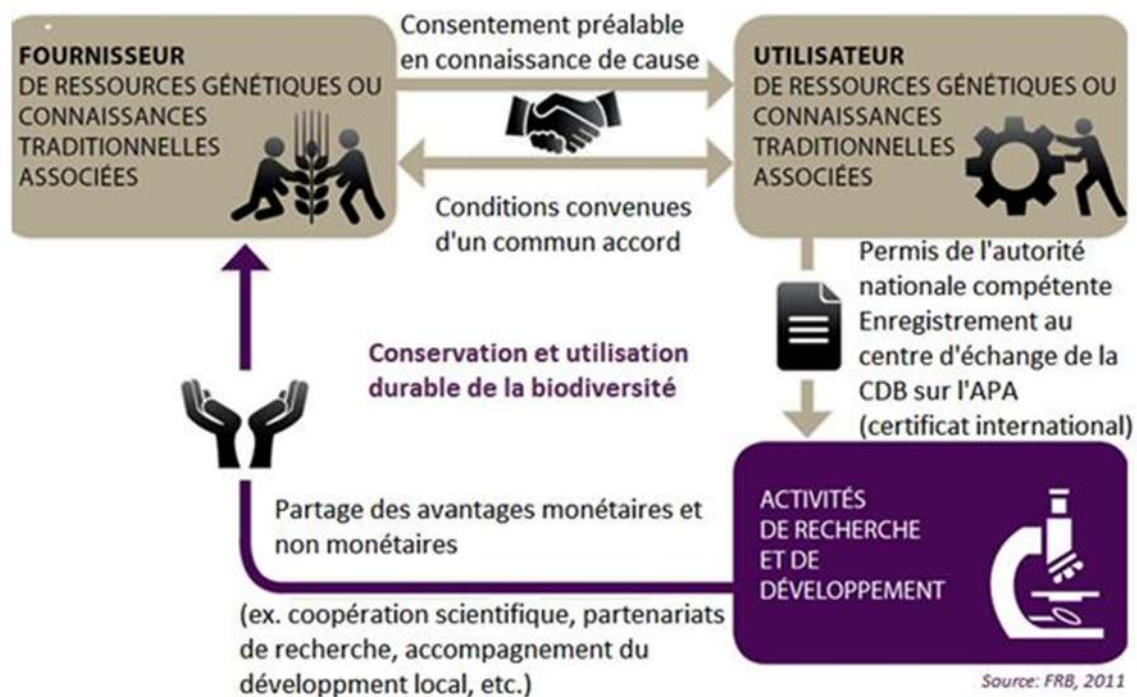 Consentement préalable
en connaissance de cause
FOURNISSEUR
DE RESSOURCES GÉNÉTIQUES OU
CONNAISSANCES
TRADITIONNELLES
ASSOCIÉES
UTILISATEUR
DE RESSOURCES GÉNÉTIQUES OU
CONNAISSANCES
TRADITIONNELLES
ASSOCIÉES
Conditions convenues
d'un commun accord
Permis de l'autorité
nationale compétente
Enregistrement au
centre d'échange de la
CDB sur l'APA
(certificat international)
Conservation et utilisation
durable de la biodiversité
Partage des avantages monétaires et
non monétaires
(ex. coopération scientifique, partenariats
de recherche, accompagnement du
développment local, etc.)
ACTIVITÉS
DE RECHERCHE
ET DE
DÉVELOPPEMENT
Source: FRB, 2011